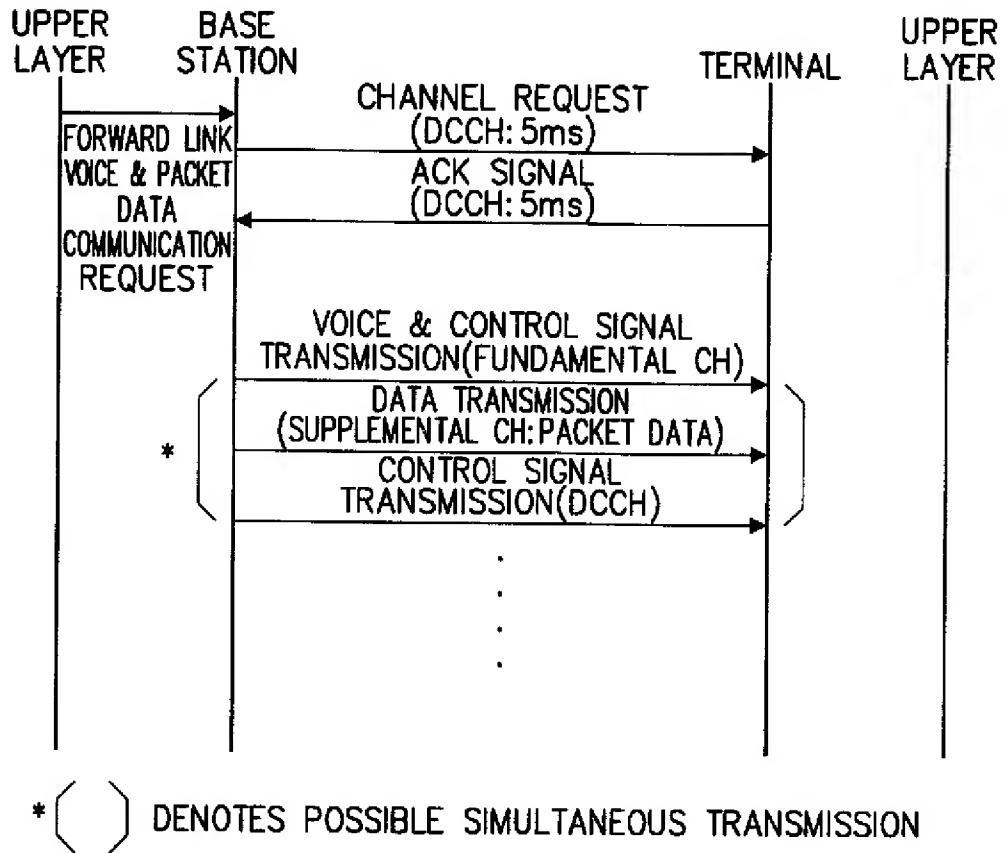 UPPER
LAYER
BASE
STATION
TERMINAL
UPPER
LAYER
FORWARD LINK
VOICE & PACKET
DATA
COMMUNICATION
REQUEST
CHANNEL REQUEST
(DCCH:5ms)
ACK SIGNAL
(DCCH:5ms)
VOICE & CONTROL SIGNAL
TRANSMISSION(FUNDAMENTAL CH)
DATA TRANSMISSION
(SUPPLEMENTAL CH:PACKET DATA)
*
CONTROL SIGNAL
TRANSMISSION(DCCH)
*( ) DENOTES POSSIBLE SIMULTANEOUS TRANSMISSION